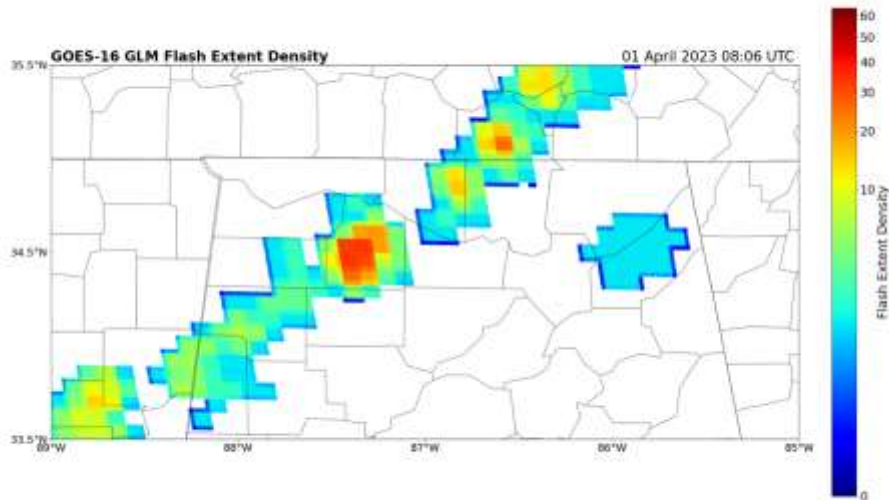 GOES-16 GLM Flash Extent Density 01 April 2023 08:06 UTC
35.5°N
34.5°N
33.5°N
89°W 88°W 87°W 86°W 85°W
60
50
40
30
20
10
0
Flash Extent Density